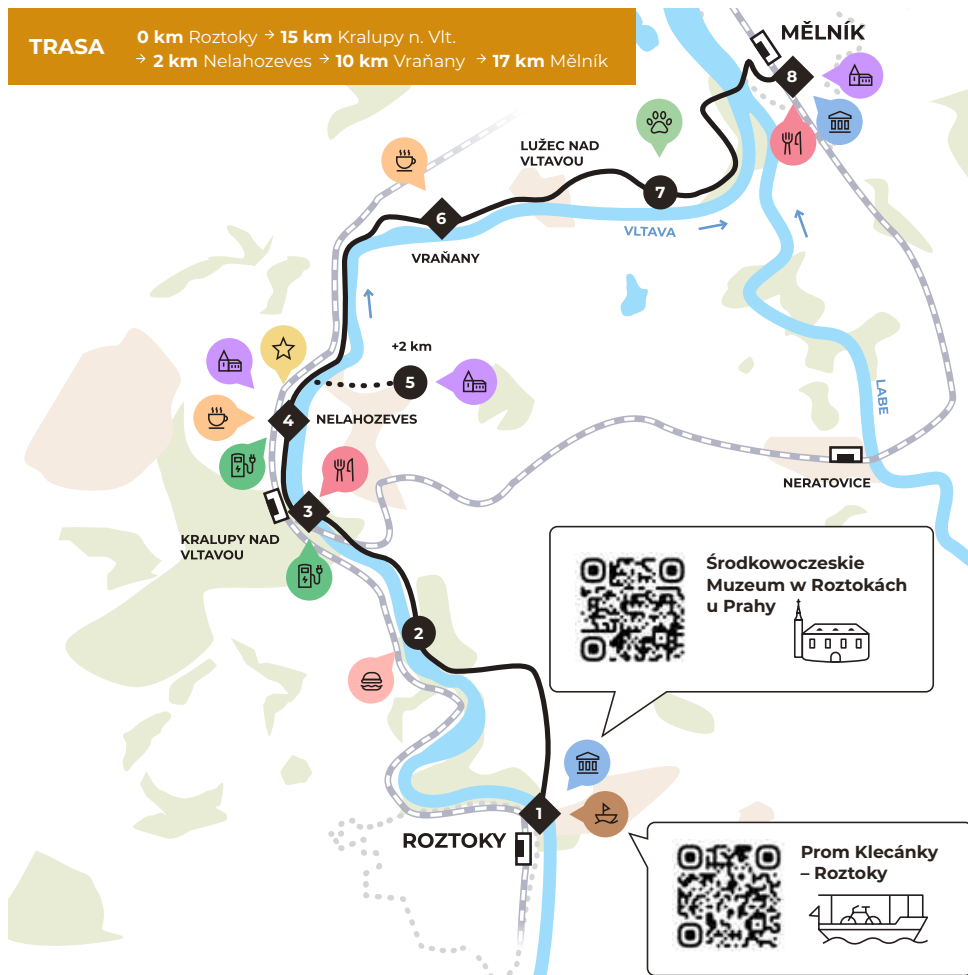 TRASA
0 km Roztoky → 15 km Kralupy n. Vlt.
→ 2 km Nelahozeves → 10 km Vraňany → 17 km Mělník
MĚLNÍK
8
LUŽEC NAD
VLTAVOU
7
6
VLTAVA
VRAŇANY
+2 km
5
4
NELAHOZEVES
LABE
NERATOVICE
3
KRALUPY NAD
VLTAVOU
Środkowoczeskie
Muzeum w Roztokách
u Prahy
2
1
ROZTOKY
Prom Klecánky
– Roztoky